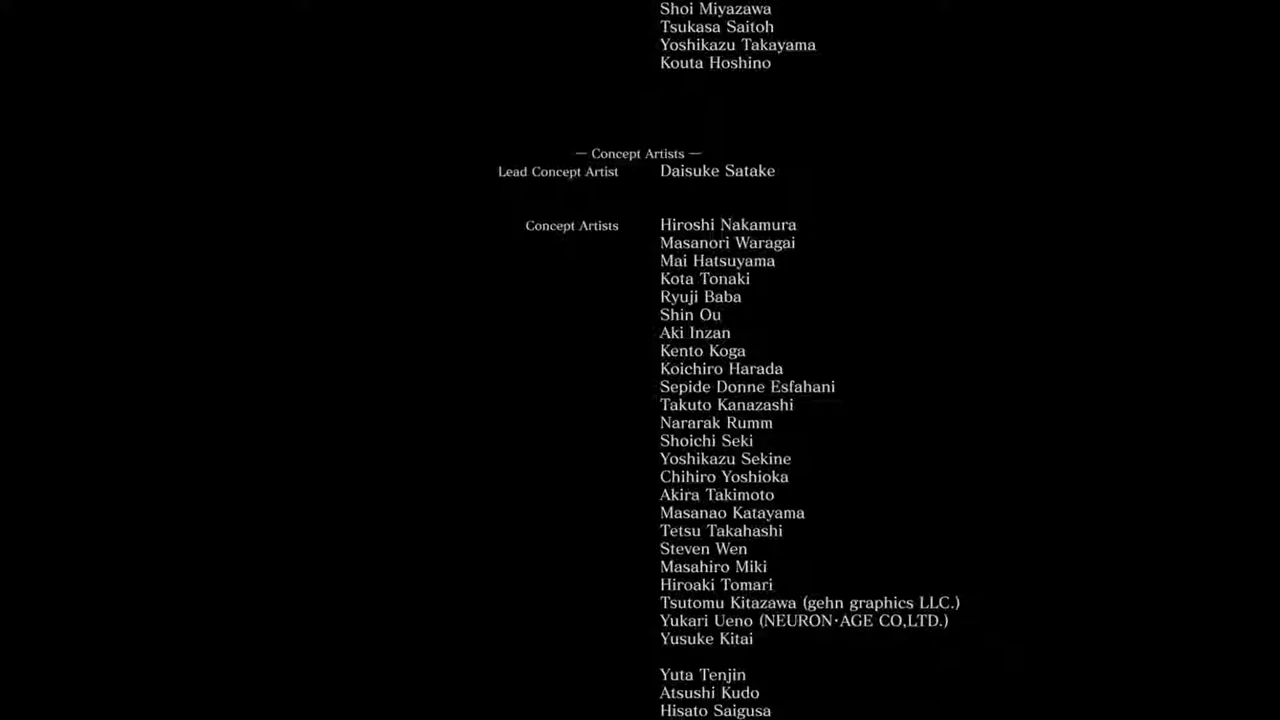 Shoi Miyazawa
Tsukasa Saitoh
Yoshikazu Takayama
Kouta Hoshino
— Concept Artists —
Lead Concept Artist Daisuke Satake
Concept Artists Hiroshi Nakamura
Masanori Waragai
Mai Hatsuyama
Kota Tonaki
Ryuji Baba
Shin Ou
Aki Inzan
Kento Koga
Koichiro Harada
Sepide Donne Esfahani
Takuto Kanazashi
Nararak Rumm
Shoichi Seki
Yoshikazu Sekine
Chihiro Yoshioka
Akira Takimoto
Masanao Katayama
Tetsu Takahashi
Steven Wen
Masahiro Miki
Hiroaki Tomari
Tsutomu Kitazawa (gehn graphics LLC.)
Yukari Ueno (NEURON·AGE CO,LTD.)
Yusuke Kitai
Yuta Tenjin
Atsushi Kudo
Hisato Saigusa